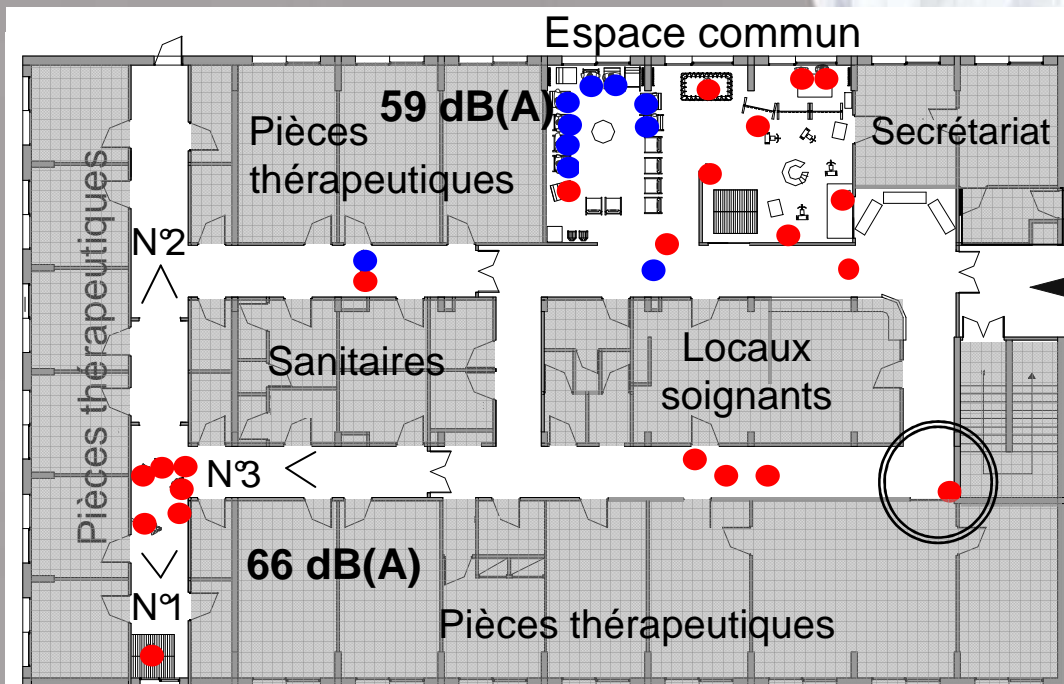 Espace commun
59 dB(A)
Pièces
thérapeutiques
Secrétariat
Pièces thérapeutiques
N°2
Sanitaires
Locaux
soignants
N°3
66 dB(A)
N°1
Pièces thérapeutiques